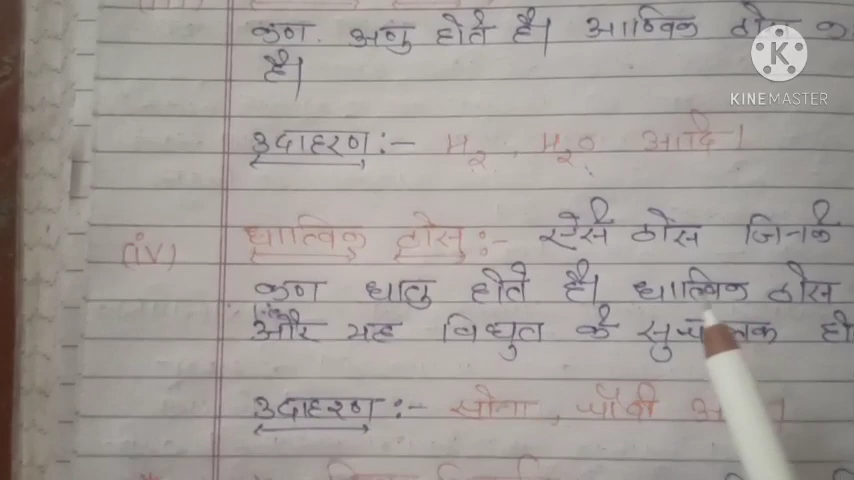 कण अणु होते है। आण्विक ठोस
KINEMASTER
है।
उदाहरण :- H₂, H₂O आदि।
(iv) धात्विक ठोस :- ऐसे ठोस जिनके
कण धातु होते है। धात्विक ठोस
और यह विधुत के सुचालक
उदाहरण :- सोना, चाँदी